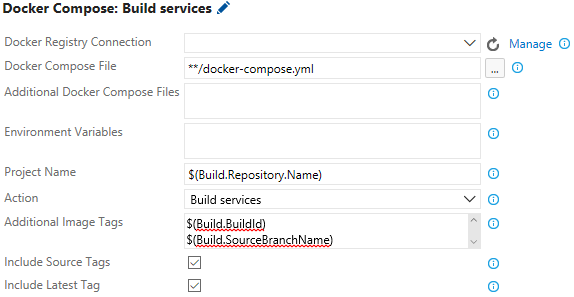 Docker Compose: Build services
Docker Registry Connection
Manage
Docker Compose File
**/docker-compose.yml
...
Additional Docker Compose Files
Environment Variables
Project Name
$(Build.Repository.Name)
Action
Build services
Additional Image Tags
$(Build.BuildId)
$(Build.SourceBranchName)
Include Source Tags
Include Latest Tag